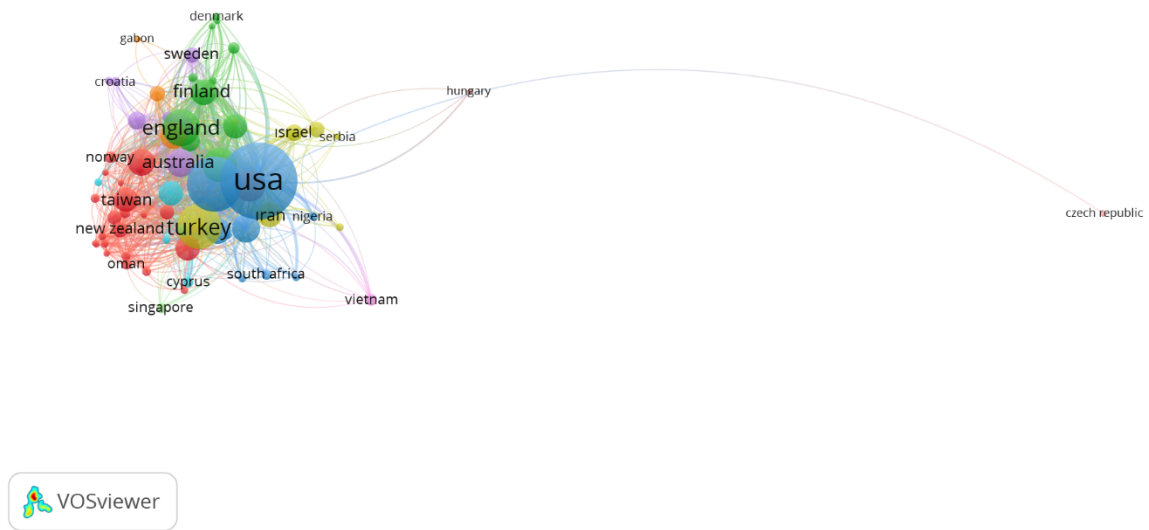 denmark
gabon
sweden
croatia
finland
hungary
england
israel
serbia
norway
australia
usa
taiwan
czech republic
iran
nigeria
new zealand
turkey
oman
south africa
cyprus
vietnam
singapore
VOSviewer